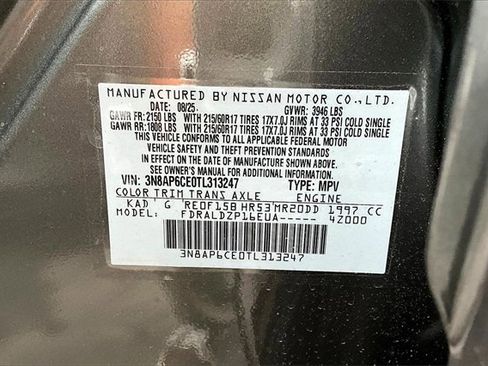 MANUFACTURED BY NISSAN MOTOR CO.,LTD.
DATE: 08/25. GVWR: 3946 LBS
GAWR FR: 2150 LBS WITH 215/60R17 TIRES 17X7.0J RIMS AT 33 PSI COLD SINGLE
GAWR RR: 1808 LBS WITH 215/60R17 TIRES 17X7.0J RIMS AT 33 PSI COLD SINGLE
THIS VEHICLE CONFORMS TO ALL APPLICABLE FEDERAL MOTOR
VEHICLE SAFETY AND THEFT PREVENTION STANDARDS
IN EFFECT ON THE DATE OF MANUFACTURE SHOWN ABOVE.
SEE OWNER'S MANUAL FOR ADDITIONAL INFORMATION
VIN: 3N8AP6CE0TL313247 TYPE: MPV
COLOR TRIM TRANS AXLE ENGINE
KAD G RE0F15B HR53 MR20DD 1997 CC
MODEL: FDRALDZP16EUA----- 4Z000
3N8AP6CE0TL313247